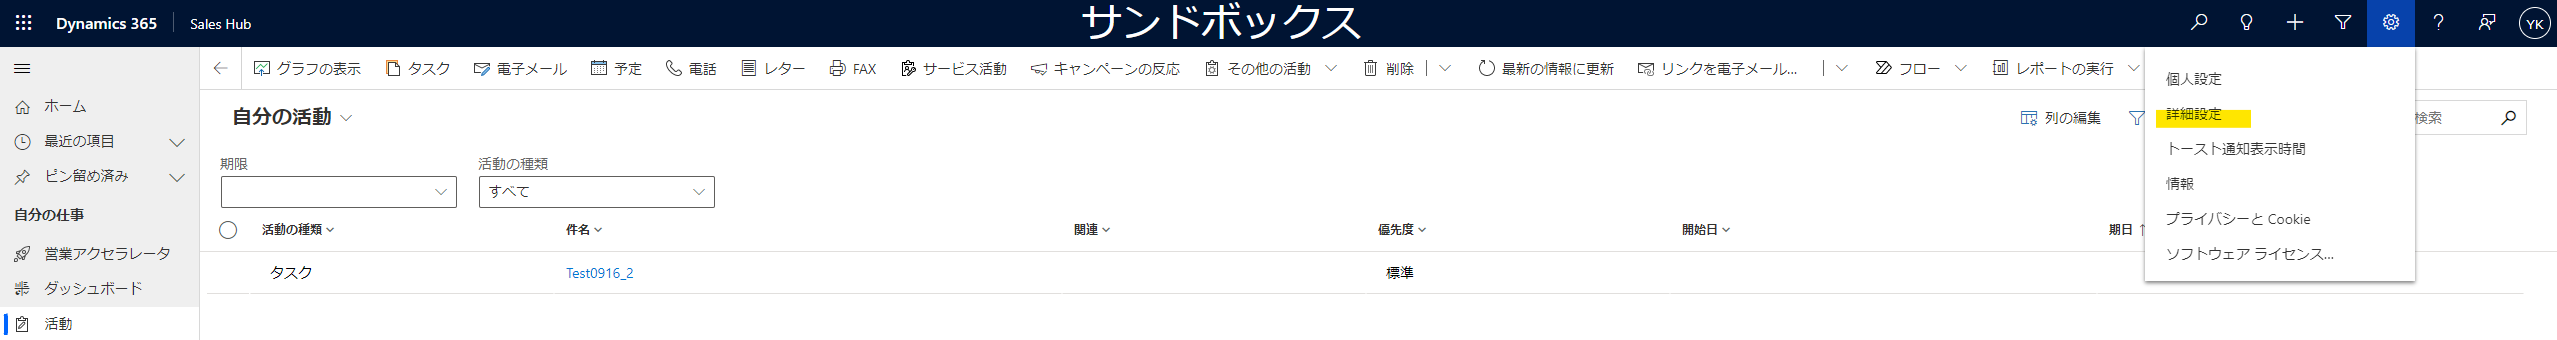 Dynamics 365 Sales Hub サンドボックス YK
グラフの表示 タスク 電子メール 予定 電話 レター FAX サービス活動 キャンペーンの反応 その他の活動 削除 最新の情報に更新 リンクを電子メール... フロー レポートの実行
個人設定
詳細設定
トースト通知表示時間
情報
プライバシーと Cookie
ソフトウェア ライセンス...
ホーム
最近の項目
ピン留め済み
自分の仕事
営業アクセラレータ
ダッシュボード
活動
自分の活動 列の編集 検索
期限 活動の種類
すべて
活動の種類 件名 関連 優先度 開始日 期日 ↑
タスク Test0916_2 標準